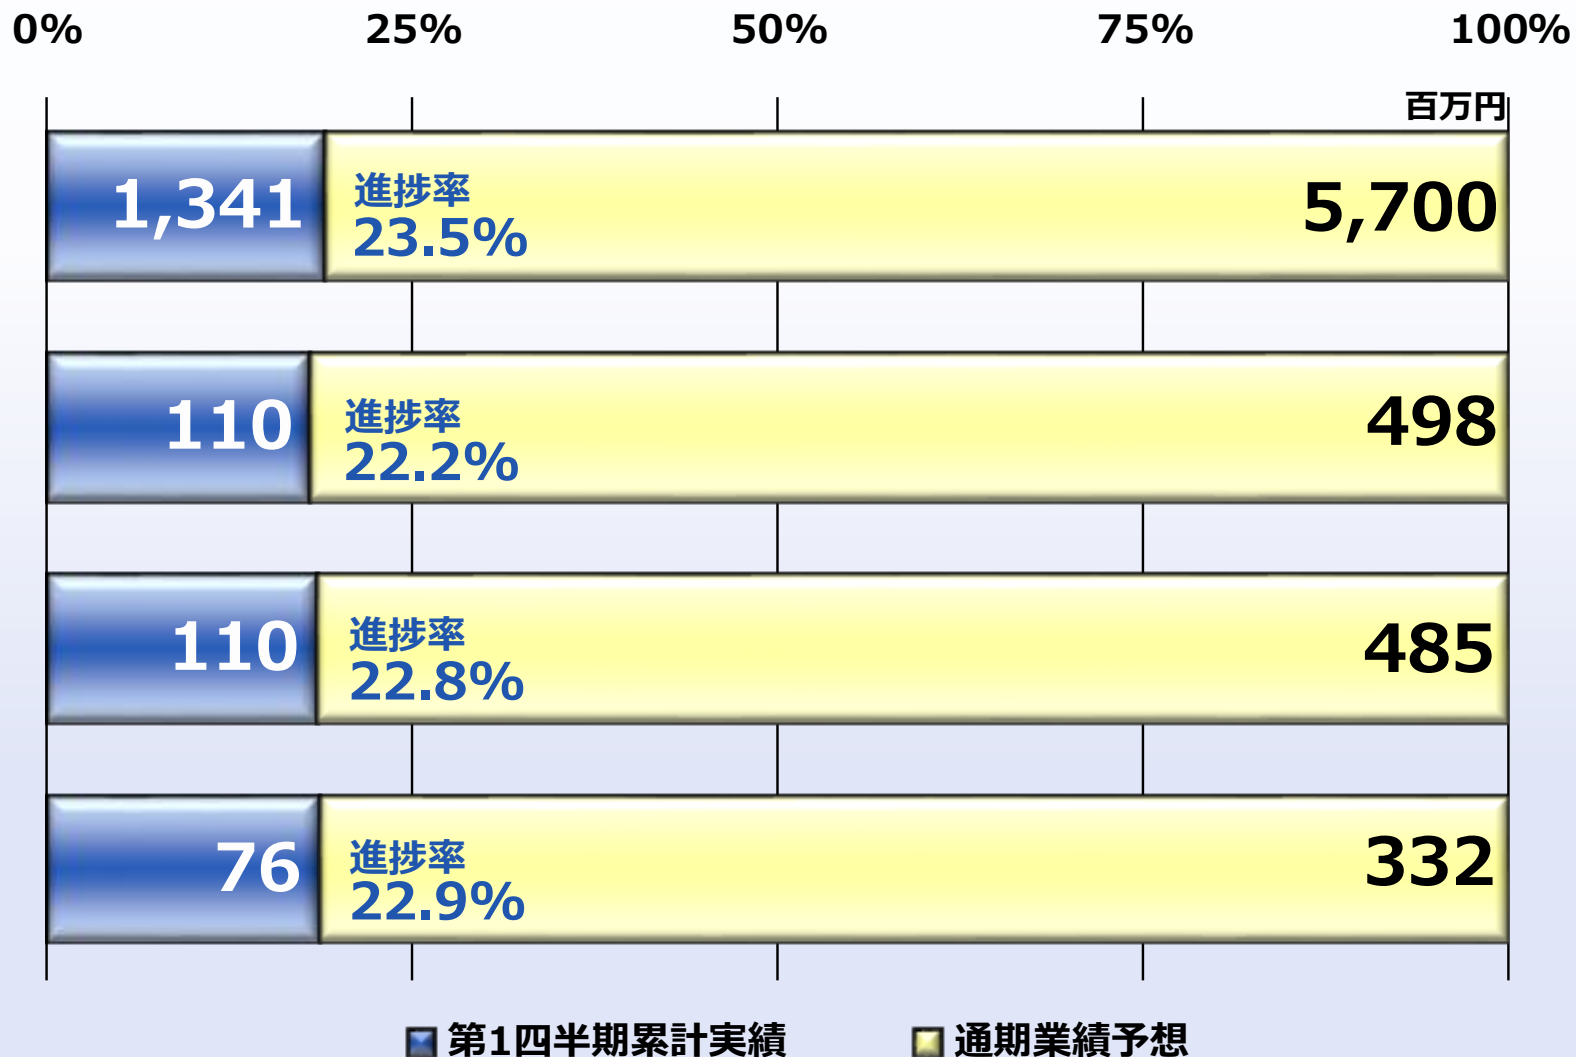 0% 25% 50% 75% 100%
百万円
1,341 進捗率 5,700
23.5%
110 進捗率 498
22.2%
110 進捗率 485
22.8%
76 進捗率 332
22.9%
第1四半期累計実績 通期業績予想